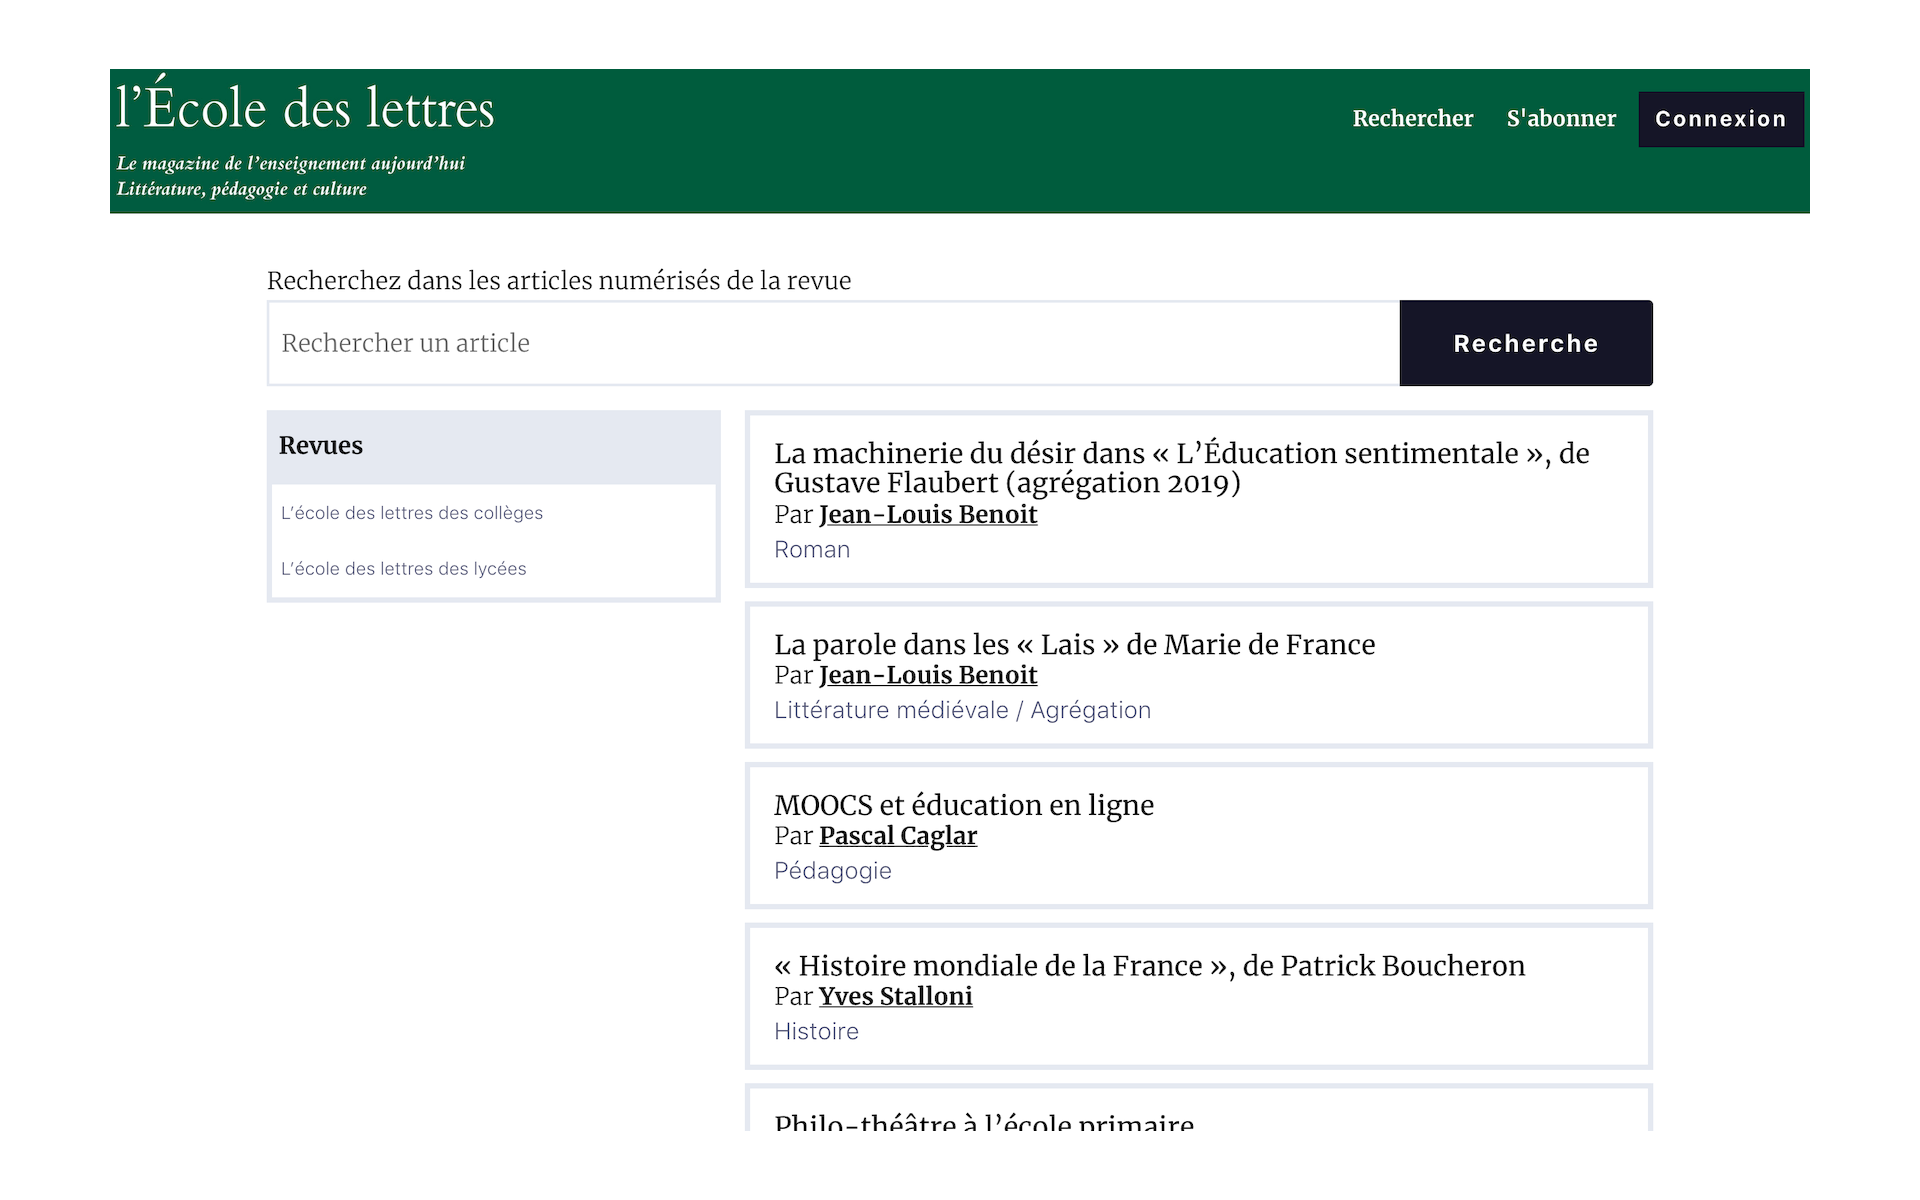 l’École des lettres
Le magazine de l’enseignement aujourd’hui
Littérature, pédagogie et culture
Rechercher
S'abonner
Connexion
Recherchez dans les articles numérisés de la revue
Rechercher un article
Recherche
Revues
L’école des lettres des collèges
L’école des lettres des lycées
La machinerie du désir dans « L’Éducation sentimentale », de
Gustave Flaubert (agrégation 2019)
Par Jean-Louis Benoit
Roman
La parole dans les « Lais » de Marie de France
Par Jean-Louis Benoit
Littérature médiévale / Agrégation
MOOCS et éducation en ligne
Par Pascal Caglar
Pédagogie
« Histoire mondiale de la France », de Patrick Boucheron
Par Yves Stalloni
Histoire
Philo-théâtre à l’école primaire